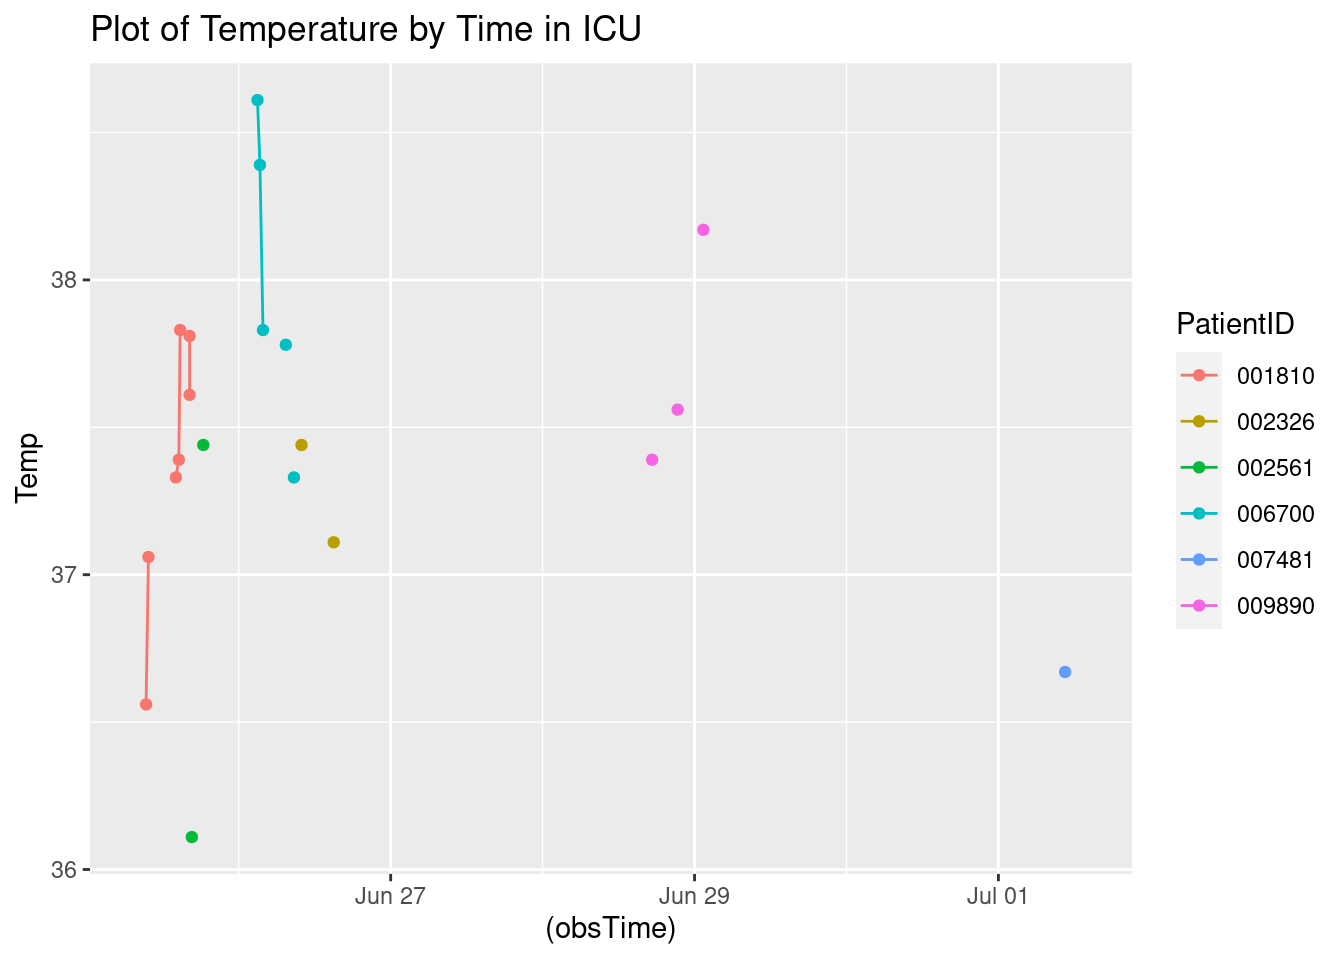 Plot of Temperature by Time in ICU
38
37
36
Temp
Jun 27
Jun 29
Jul 01
(obsTime)
PatientID
001810
002326
002561
006700
007481
009890